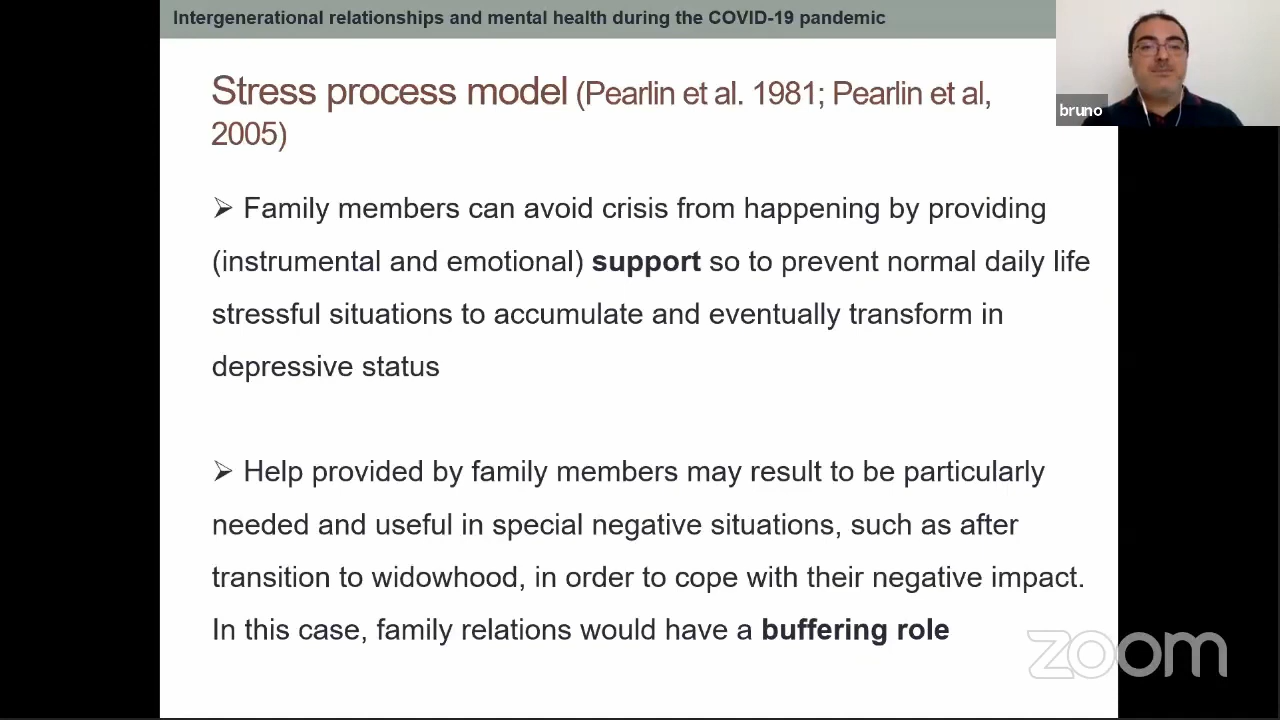 Intergenerational relationships and mental health during the COVID-19 pandemic
Stress process model (Pearlin et al. 1981; Pearlin et al,
2005)
bruno
➢ Family members can avoid crisis from happening by providing
(instrumental and emotional) support so to prevent normal daily life
stressful situations to accumulate and eventually transform in
depressive status
➢ Help provided by family members may result to be particularly
needed and useful in special negative situations, such as after
transition to widowhood, in order to cope with their negative impact.
In this case, family relations would have a buffering role
zoom